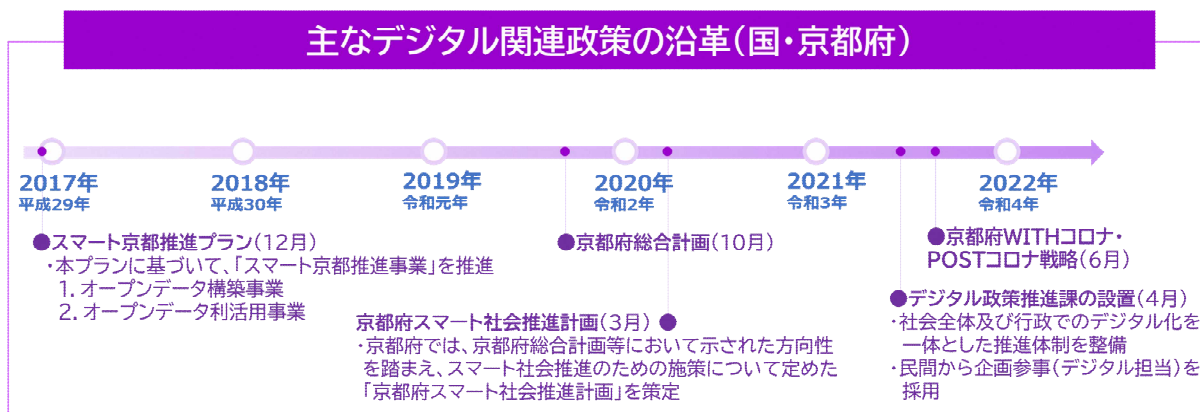 主なデジタル関連政策の沿革(国・京都府)
2017年
平成29年
2018年
平成30年
2019年
令和元年
2020年
令和2年
2021年
令和3年
2022年
令和4年
●スマート京都推進プラン(12月)
・本プランに基づいて、「スマート京都推進事業」を推進
1. オープンデータ構築事業
2. オープンデータ利活用事業
●京都府総合計画(10月)
京都府スマート社会推進計画(3月)●
・京都府では、京都府総合計画等において示された方向性
を踏まえ、スマート社会推進のための施策について定めた
「京都府スマート社会推進計画」を策定
●京都府WITHコロナ・
POSTコロナ戦略(6月)
●デジタル政策推進課の設置(4月)
・社会全体及び行政でのデジタル化を
一体とした推進体制を整備
・民間から企画参事(デジタル担当)を
採用